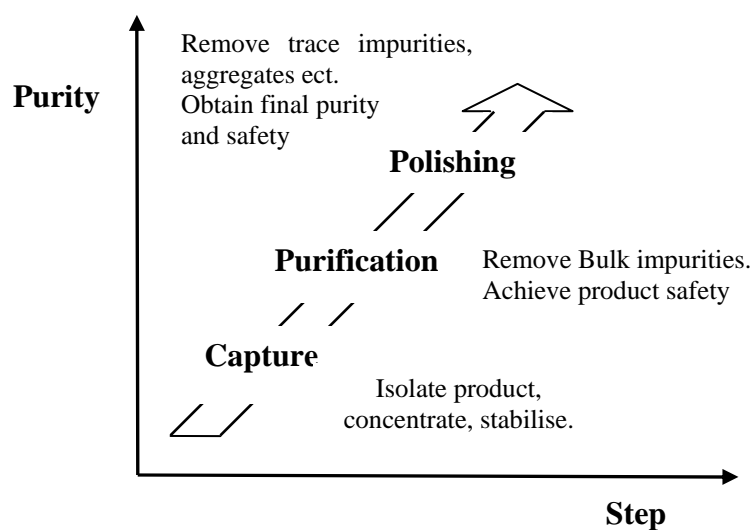 Remove trace impurities,
aggregates ect.
Purity
Obtain final purity
and safety
Polishing
Purification
Remove Bulk impurities.
Achieve product safety
Capture
Isolate product,
concentrate, stabilise.
Step